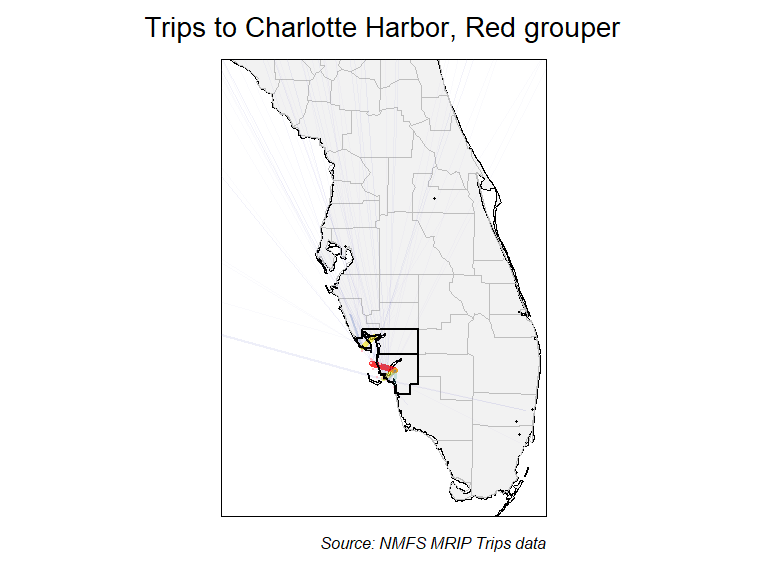 Trips to Charlotte Harbor, Red grouper
Source: NMFS MRIP Trips data